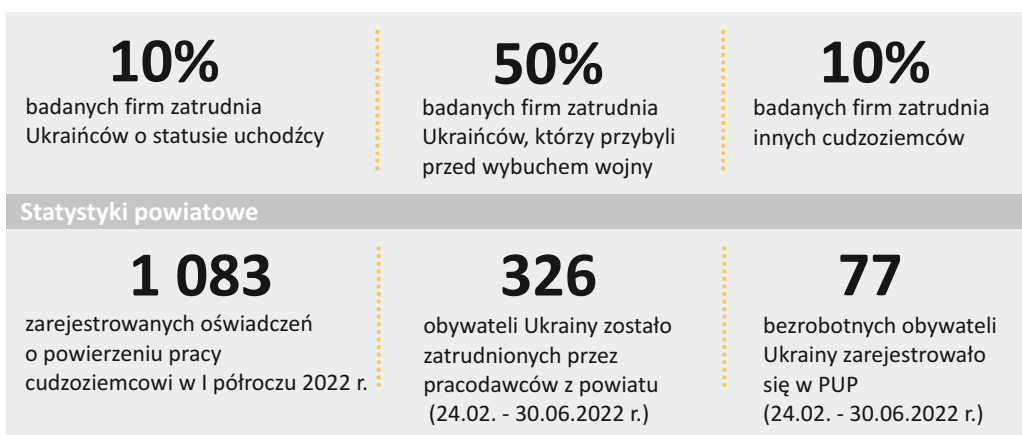 10%
badanych firm zatrudnia
Ukraińców o statusie uchodźcy
50%
badanych firm zatrudnia
Ukraińców, którzy przybyli
przed wybuchem wojny
10%
badanych firm zatrudnia
innych cudzoziemców
Statystyki powiatowe
1 083
zarejestrowanych oświadczeń
o powierzeniu pracy
cudzoziemcowi w I półroczu 2022 r.
326
obywateli Ukrainy zostało
zatrudnionych przez
pracodawców z powiatu
(24.02. - 30.06.2022 r.)
77
bezrobotnych obywateli
Ukrainy zarejestrowało
się w PUP
(24.02. - 30.06.2022 r.)